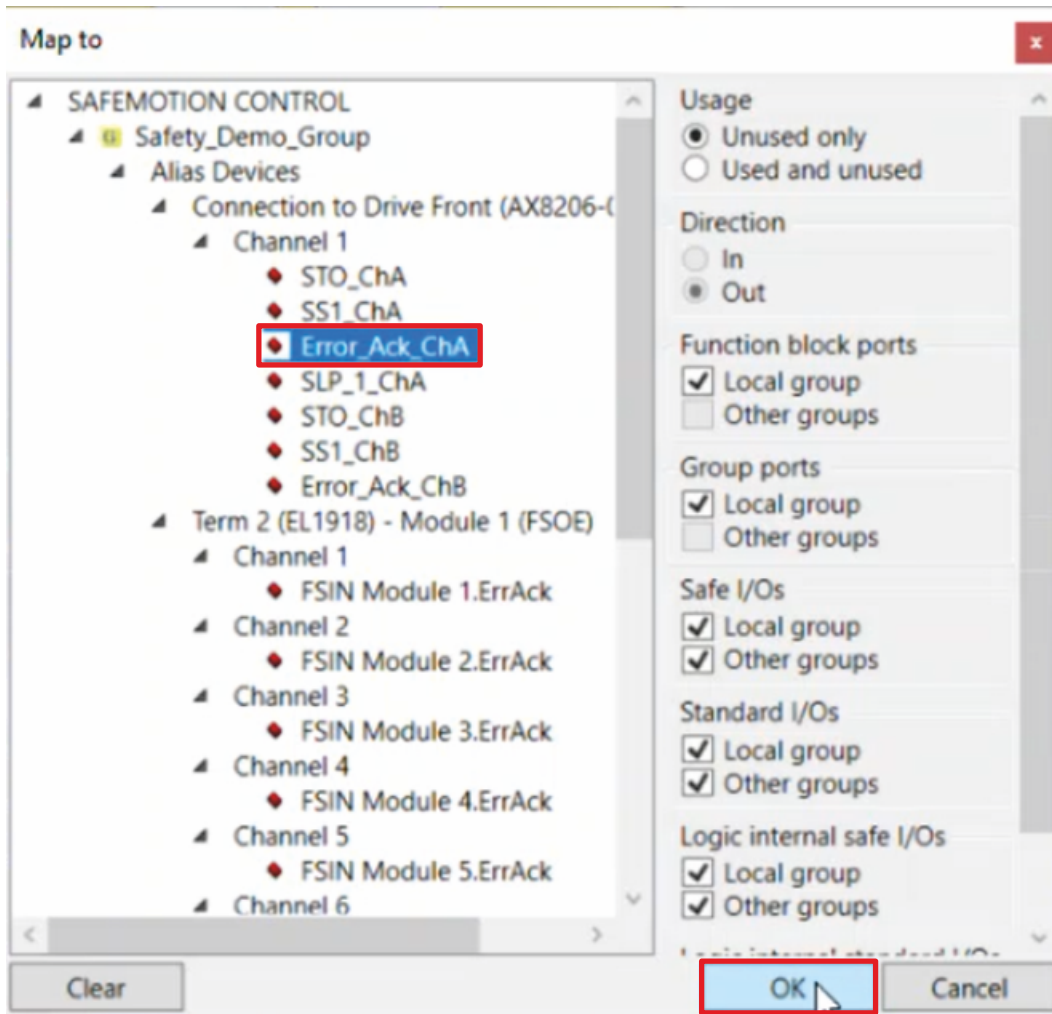 Map to
x
SAFEMOTION CONTROL
G Safety_Demo_Group
Alias Devices
Connection to Drive Front (AX8206-
Channel 1
STO_ChA
SS1_ChA
Error_Ack_ChA
SLP_1_ChA
STO_ChB
SS1_ChB
Error_Ack_ChB
Term 2 (EL1918) - Module 1 (FSOE)
Channel 1
FSIN Module 1.ErrAck
Channel 2
FSIN Module 2.ErrAck
Channel 3
FSIN Module 3.ErrAck
Channel 4
FSIN Module 4.ErrAck
Channel 5
FSIN Module 5.ErrAck
Channel 6
Usage
Unused only
Used and unused
Direction
In
Out
Function block ports
Local group
Other groups
Group ports
Local group
Other groups
Safe I/Os
Local group
Other groups
Standard I/Os
Local group
Other groups
Logic internal safe I/Os
Local group
Other groups
Clear
OK
Cancel